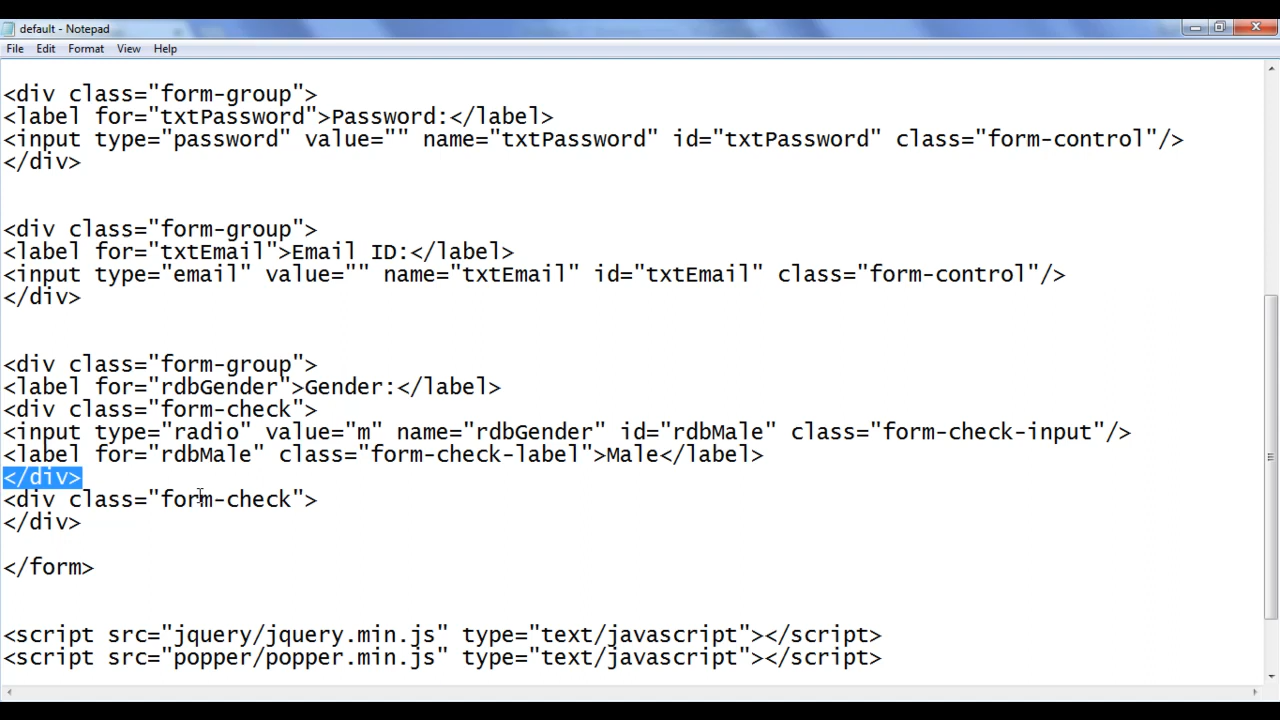 default - Notepad
File Edit Format View Help
<div class="form-group">
<label for="txtPassword">Password:</label>
<input type="password" value="" name="txtPassword" id="txtPassword" class="form-control"/>
</div>
<div class="form-group">
<label for="txtEmail">Email ID:</label>
<input type="email" value="" name="txtEmail" id="txtEmail" class="form-control"/>
</div>
<div class="form-group">
<label for="rdbGender">Gender:</label>
<div class="form-check">
<input type="radio" value="m" name="rdbGender" id="rdbMale" class="form-check-input"/>
<label for="rdbMale" class="form-check-label">Male</label>
</div>
<div class="form-check">
</div>
</form>
<script src="jquery/jquery.min.js" type="text/javascript"></script>
<script src="popper/popper.min.js" type="text/javascript"></script>